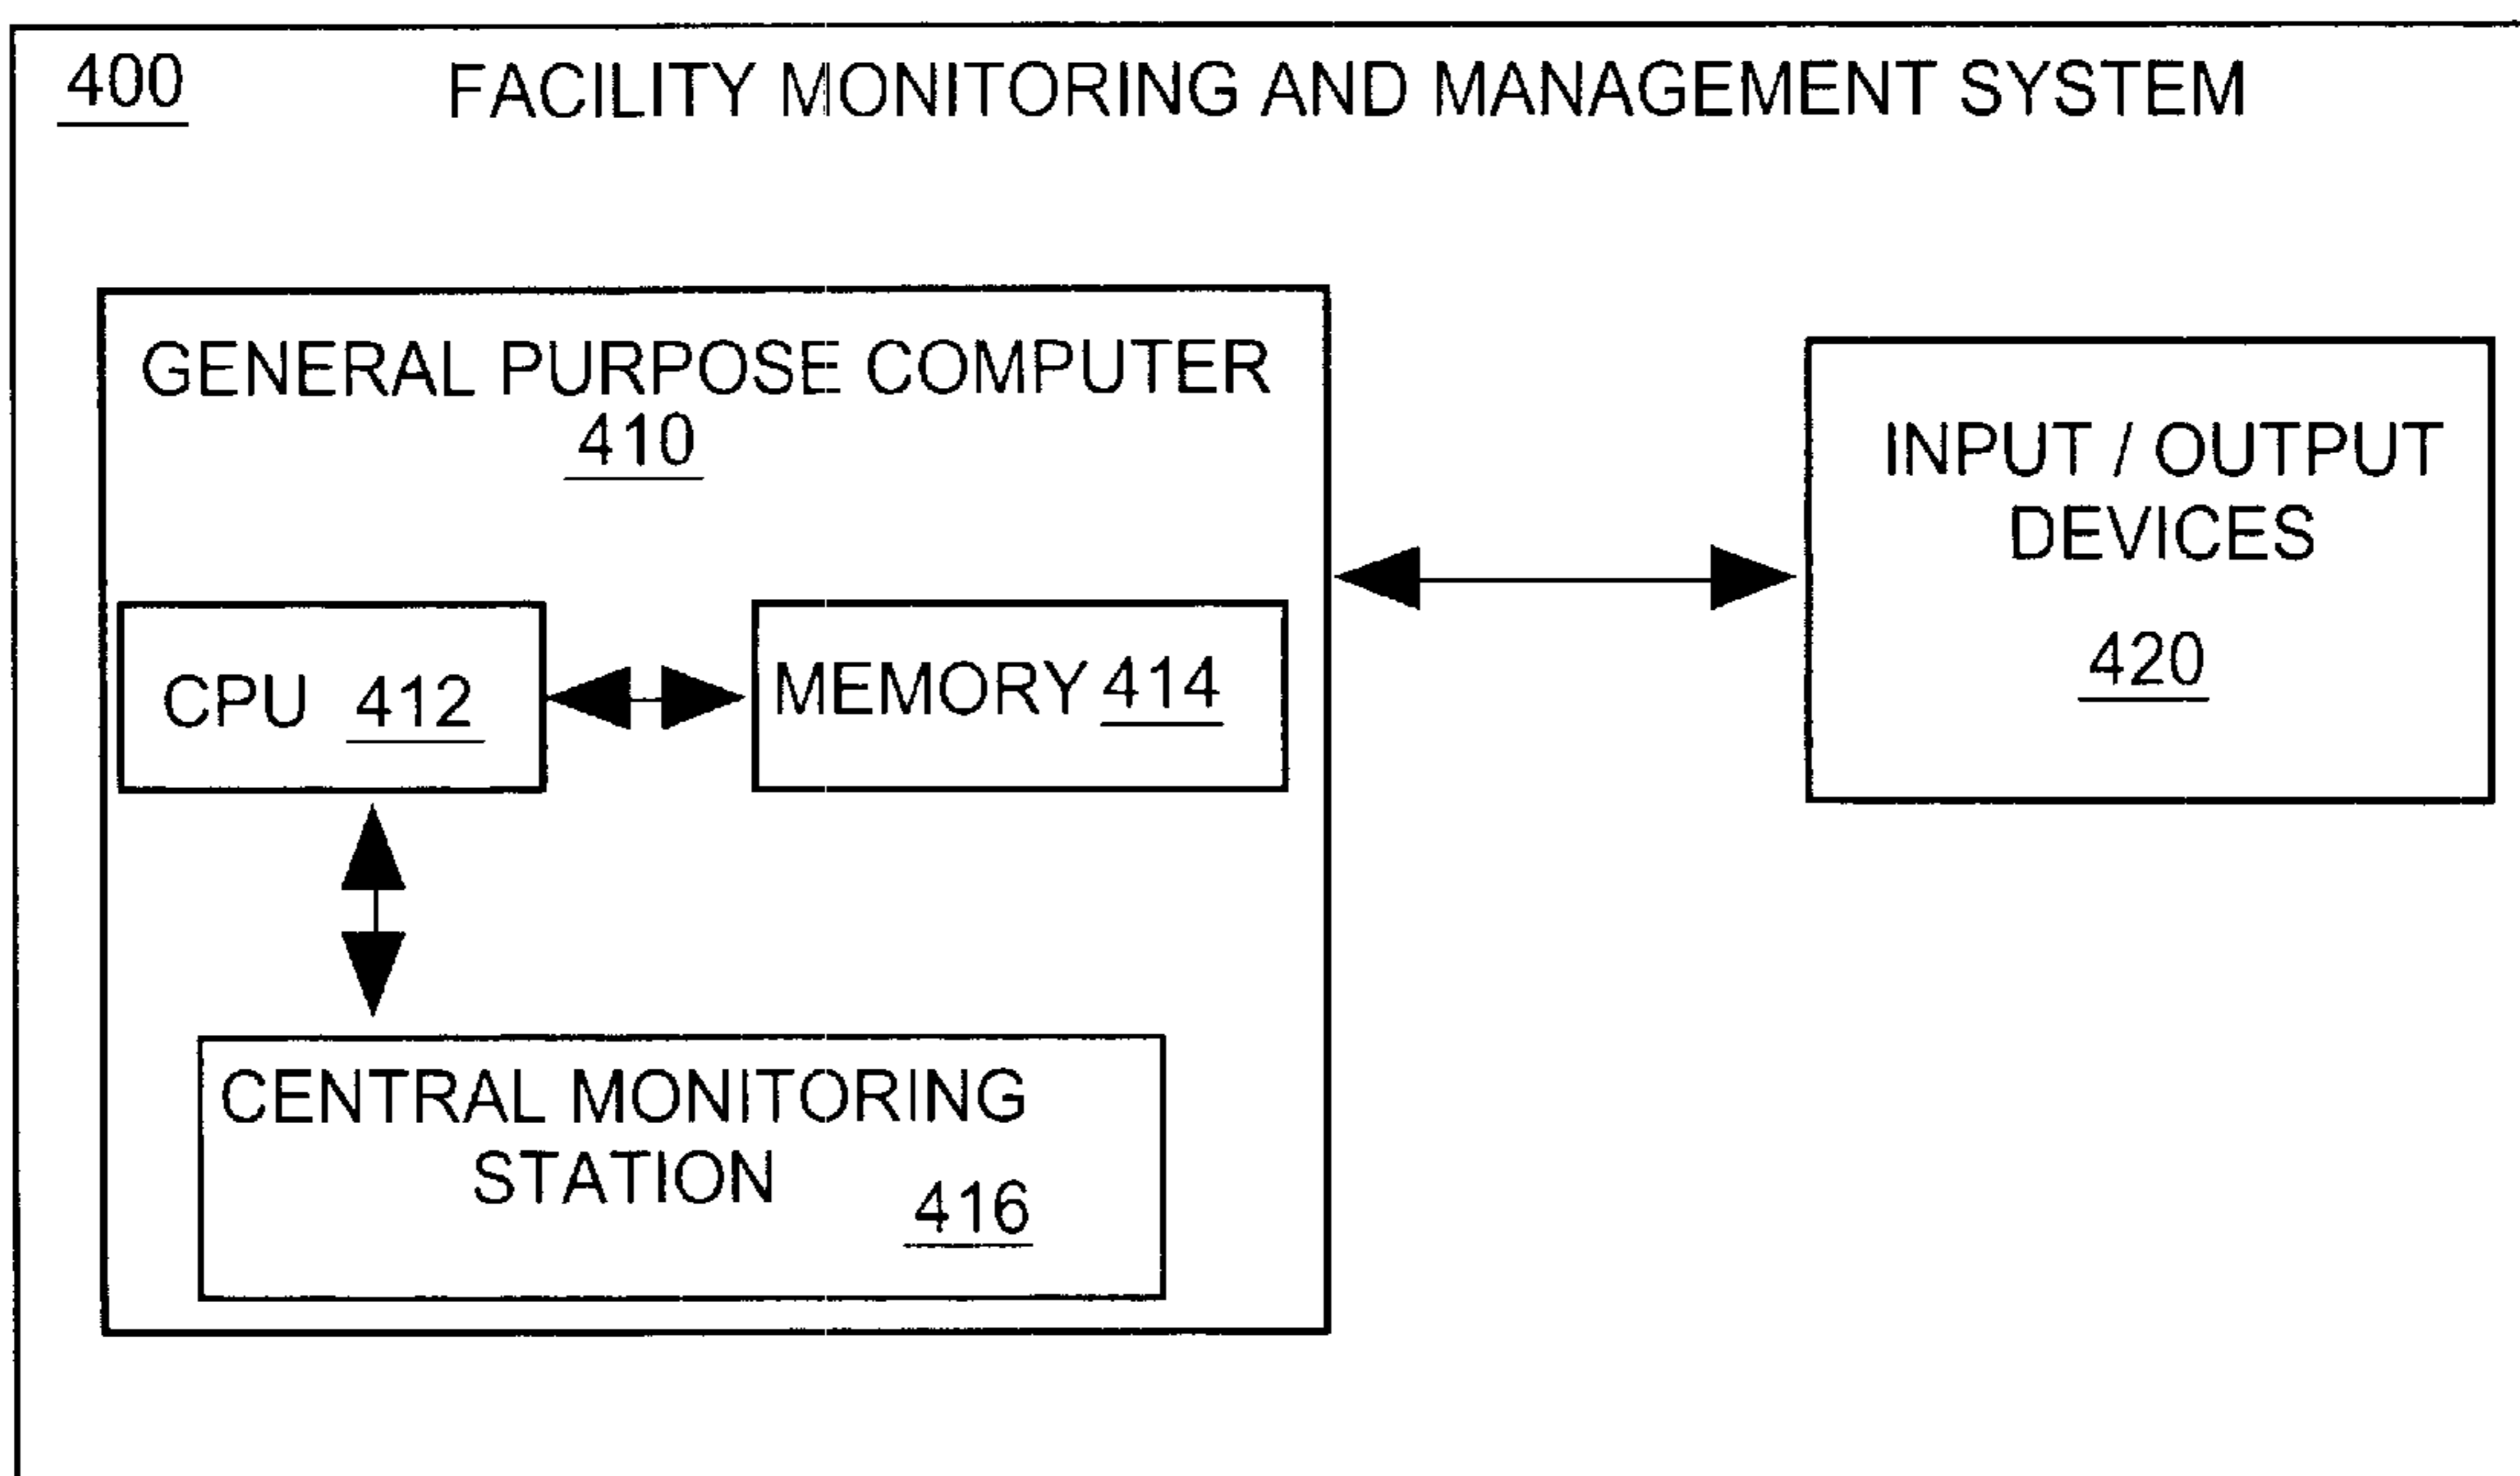 400 FACILITY MONITORING AND MANAGEMENT SYSTEM
GENERAL PURPOSE COMPUTER
410
INPUT / OUTPUT
DEVICES
420
CPU 412
MEMORY 414
CENTRAL MONITORING
STATION 416